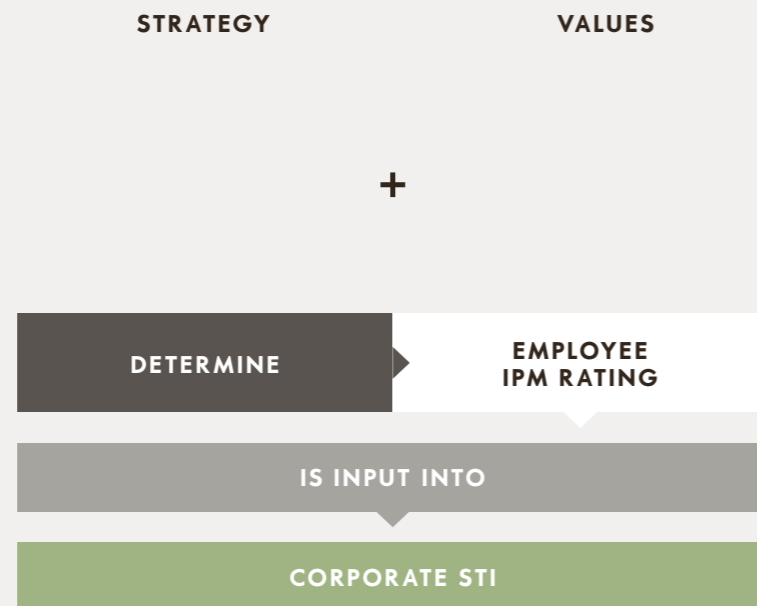 STRATEGY
VALUES
+
DETERMINE
EMPLOYEE
IPM RATING
IS INPUT INTO
CORPORATE STI